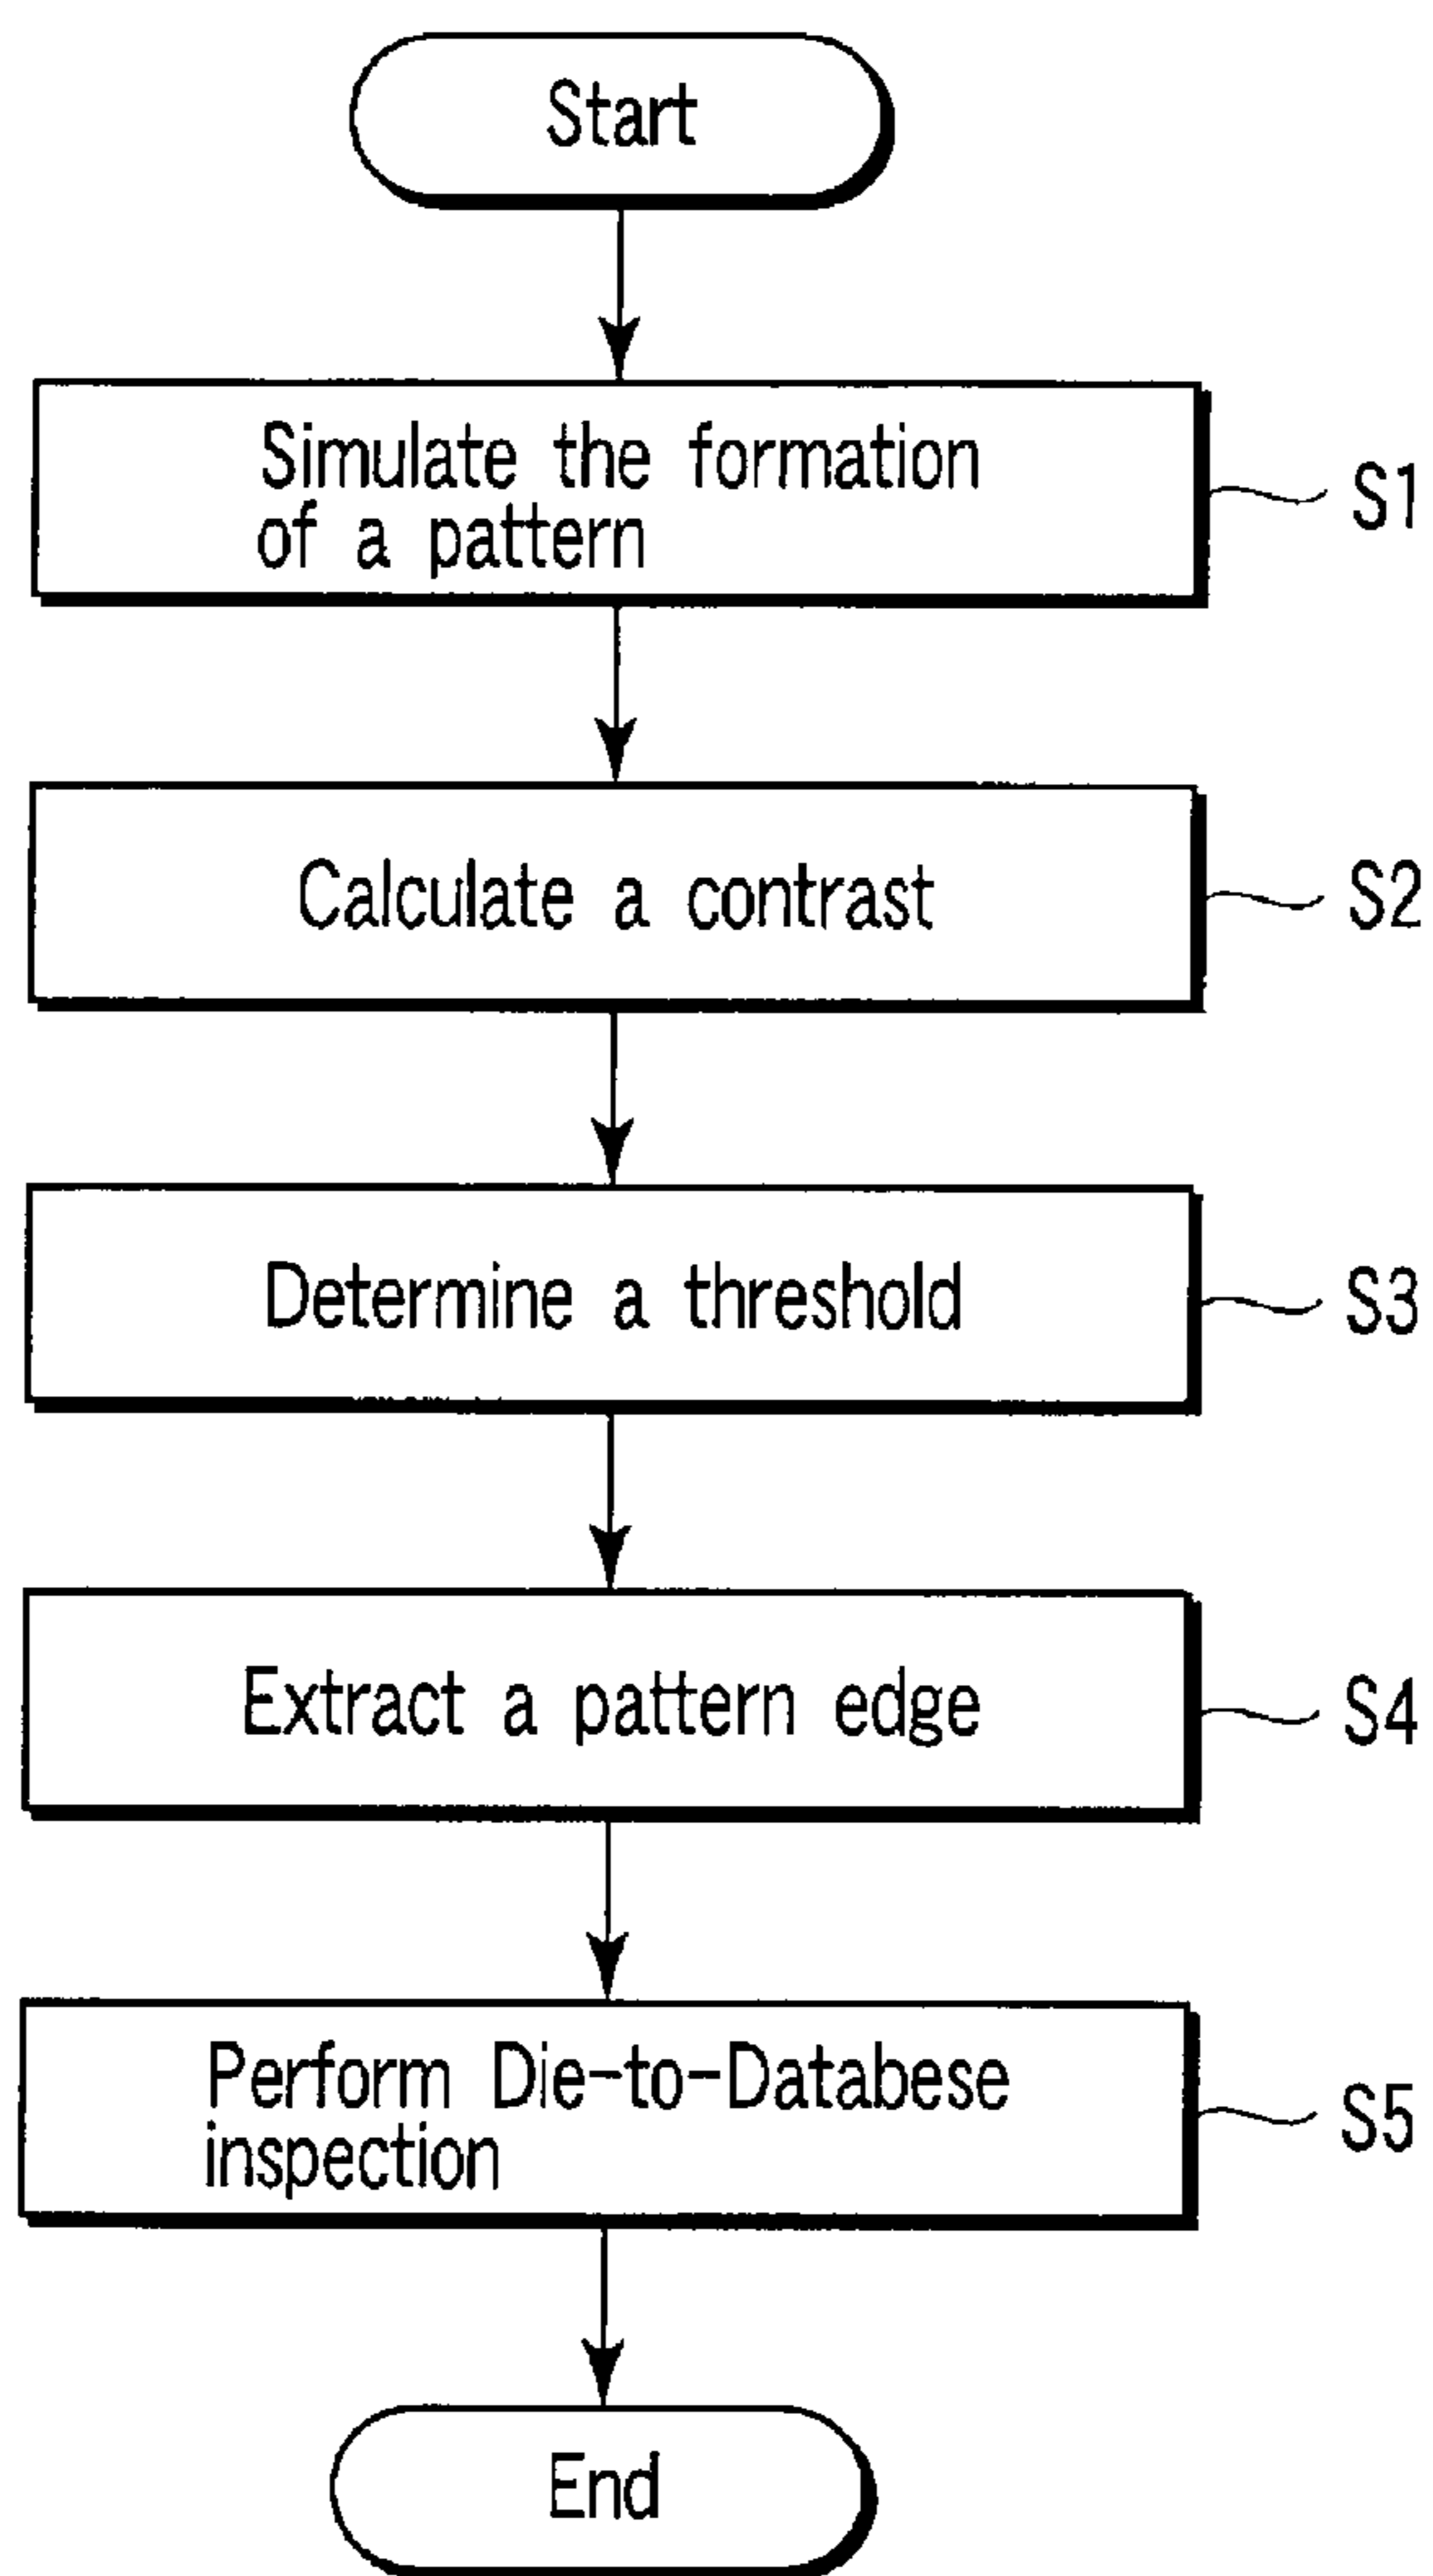 Start
Simulate the formation
of a pattern
S1
Calculate a contrast
S2
Determine a threshold
S3
Extract a pattern edge
S4
Perform Die-to-Databese
inspection
S5
End